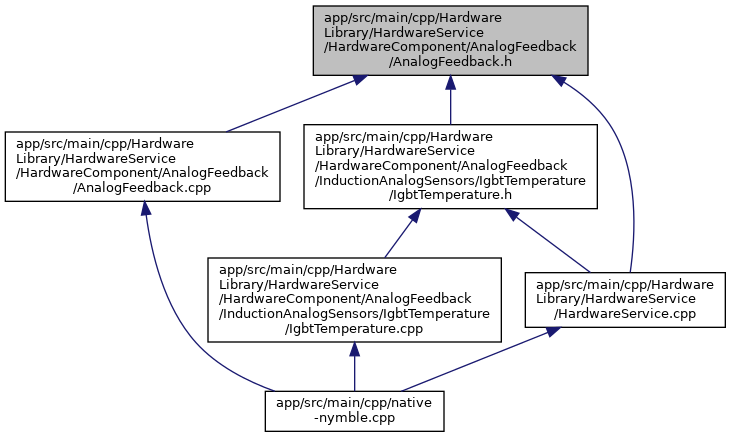 app/src/main/cpp/Hardware
Library/HardwareService
/HardwareComponent/AnalogFeedback
/AnalogFeedback.h
app/src/main/cpp/Hardware
Library/HardwareService
/HardwareComponent/AnalogFeedback
/AnalogFeedback.cpp
app/src/main/cpp/Hardware
Library/HardwareService
/HardwareComponent/AnalogFeedback
/InductionAnalogSensors/IgbtTemperature
/IgbtTemperature.h
app/src/main/cpp/Hardware
Library/HardwareService
/HardwareComponent/AnalogFeedback
/InductionAnalogSensors/IgbtTemperature
/IgbtTemperature.cpp
app/src/main/cpp/Hardware
Library/HardwareService
/HardwareService.cpp
app/src/main/cpp/native
-nymble.cpp